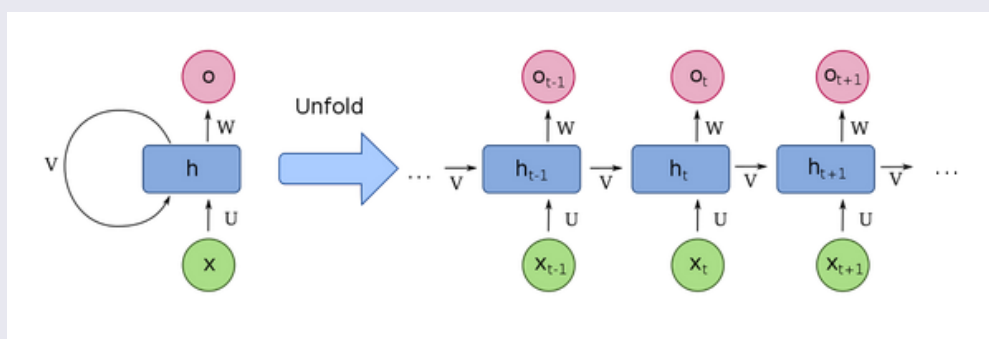 o
Unfold
W
V
h
U
x
o_{t-1} o_t o_{t+1}
W W W
... V h_{t-1} V h_t V h_{t+1} V ...
U U U
x_{t-1} x_t x_{t+1}